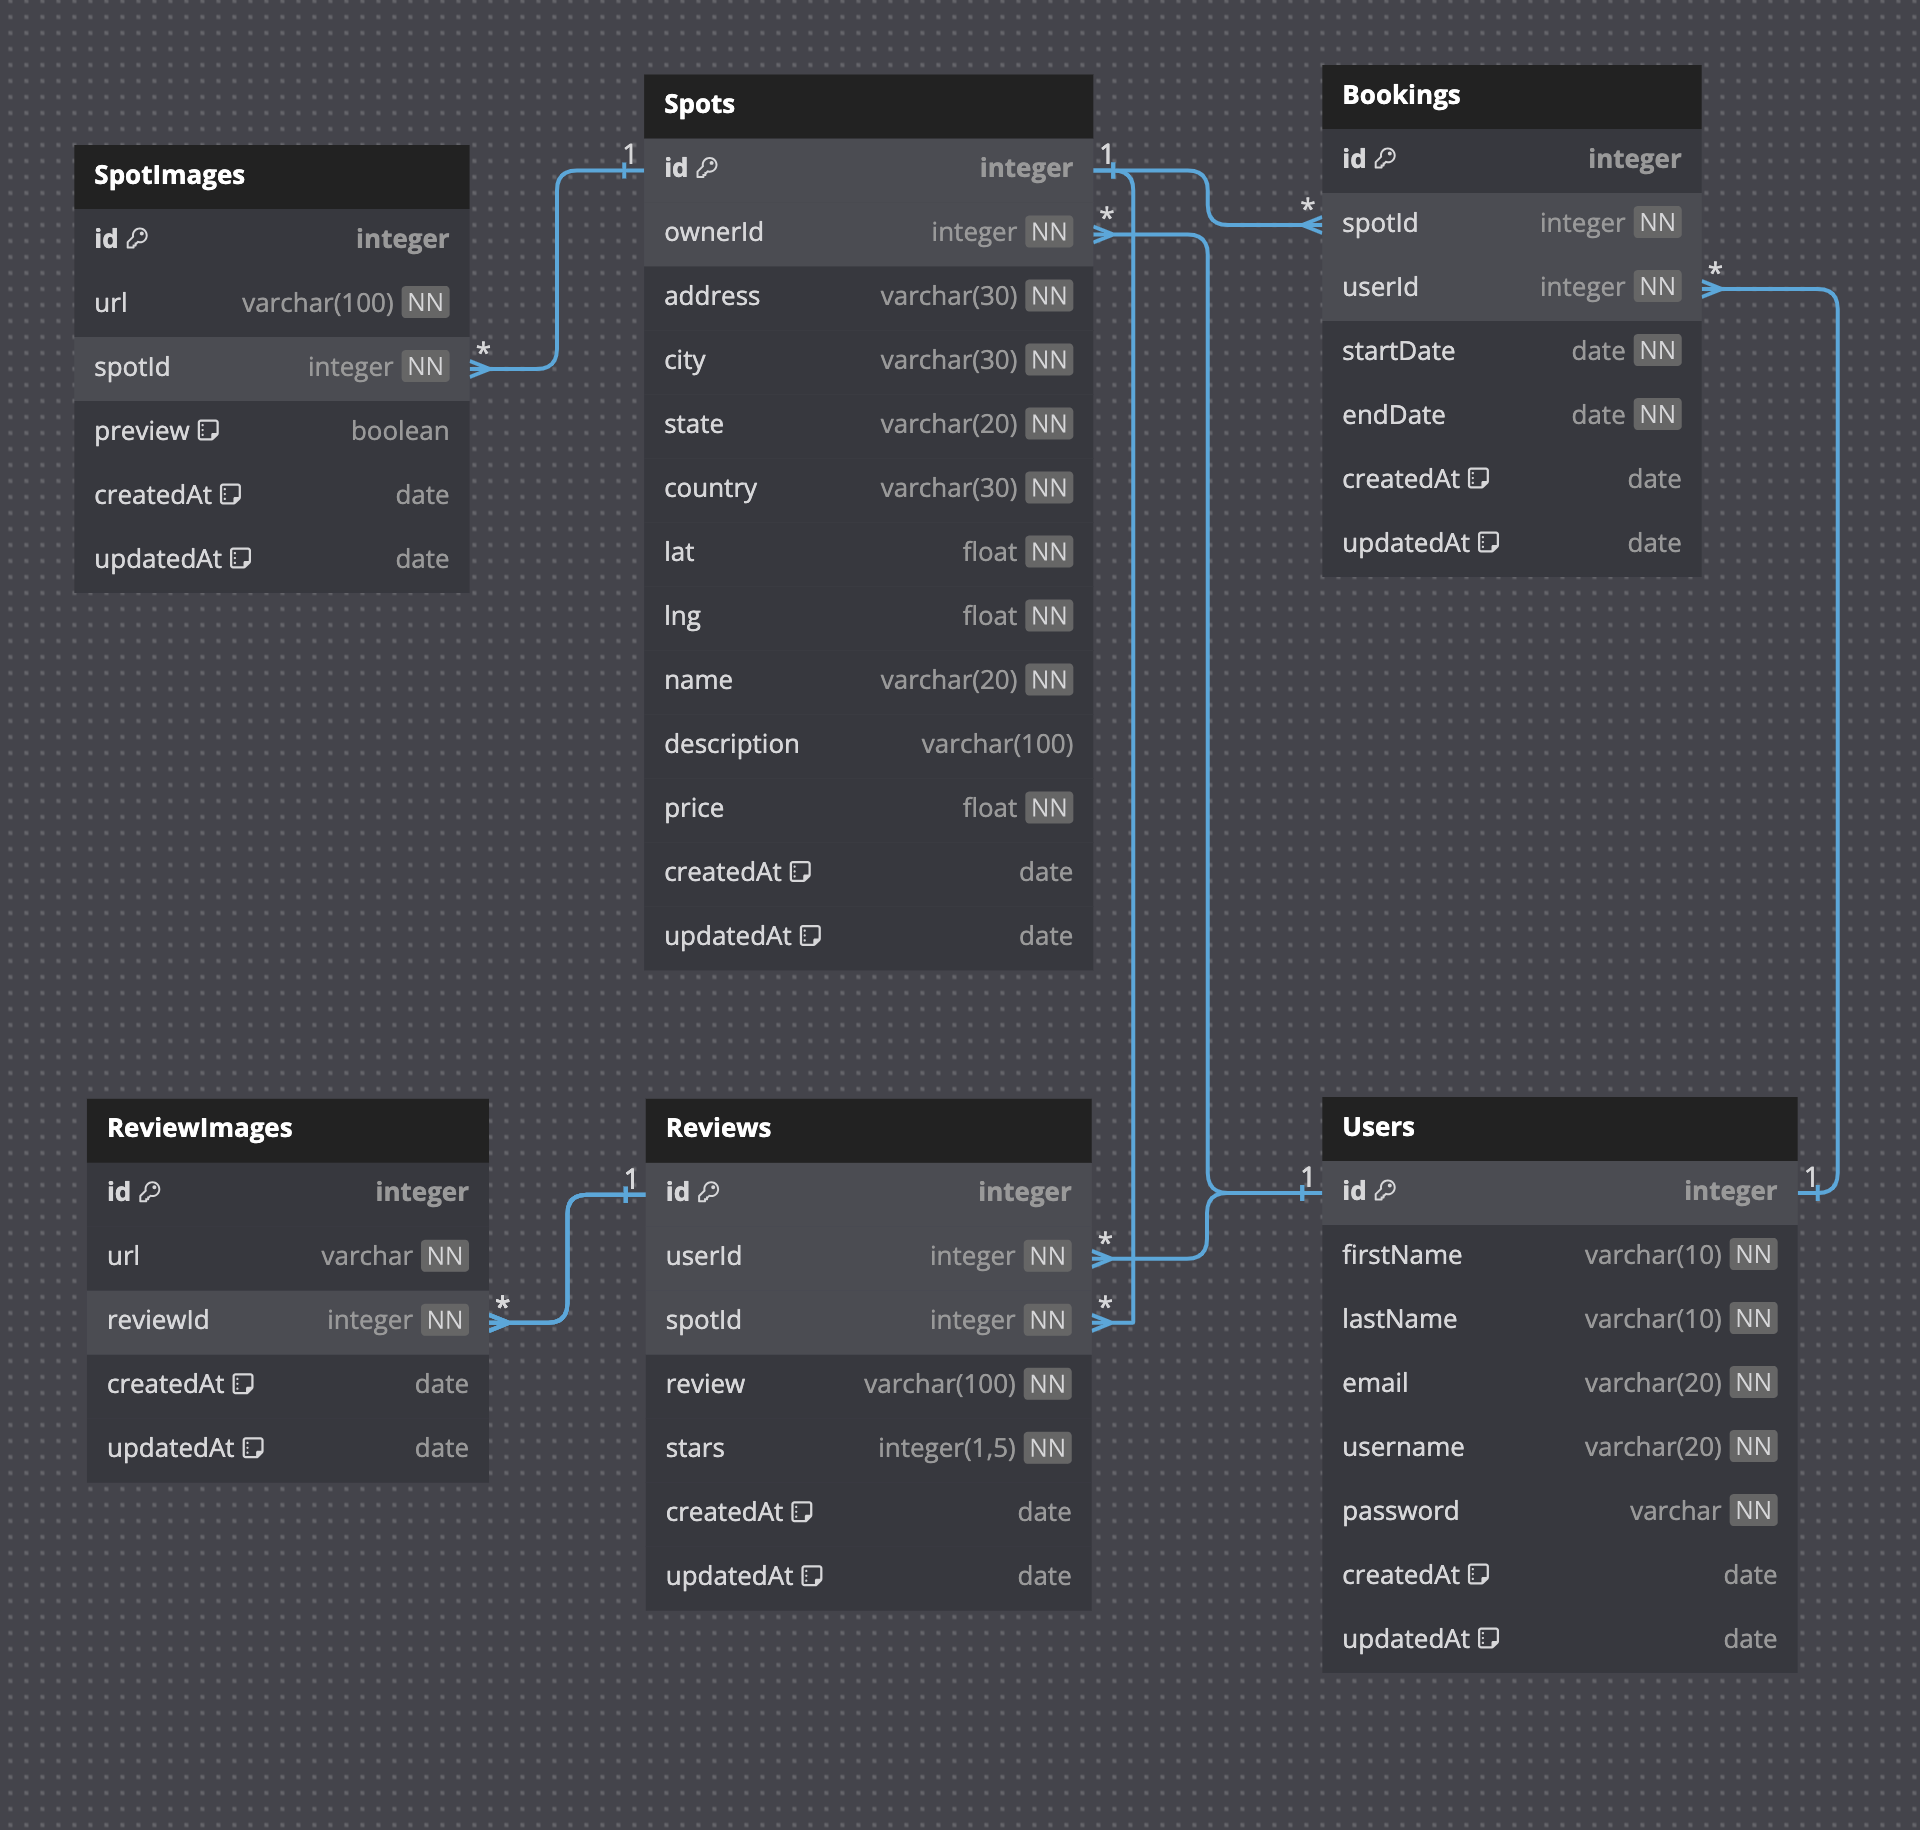 SpotImages
id integer
url varchar(100) NN
spotId integer NN
preview boolean
createdAt date
updatedAt date
*
1
Spots
id integer
ownerId integer NN
address varchar(30) NN
city varchar(30) NN
state varchar(20) NN
country varchar(30) NN
lat float NN
lng float NN
name varchar(20) NN
description varchar(100)
price float NN
createdAt date
updatedAt date
1
*
*
Bookings
id integer
spotId integer NN
userId integer NN
startDate date NN
endDate date NN
createdAt date
updatedAt date
*
ReviewImages
id integer
url varchar NN
reviewId integer NN
createdAt date
updatedAt date
*
1
Reviews
id integer
userId integer NN
spotId integer NN
review varchar(100) NN
stars integer(1,5) NN
createdAt date
updatedAt date
*
*
1
Users
id integer
firstName varchar(10) NN
lastName varchar(10) NN
email varchar(20) NN
username varchar(20) NN
password varchar NN
createdAt date
updatedAt date
1